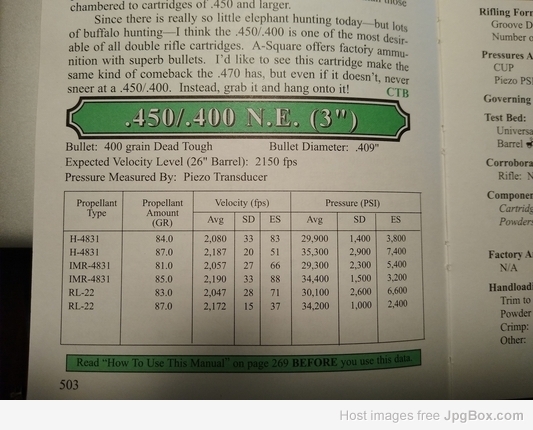 chambered to cartridges of .450 and larger.
those
Since there is really so little elephant hunting today—but lots
of buffalo hunting—I think the .450/.400 is one of the most desir-
able of all double rifle cartridges. A-Square offers factory ammu-
nition with superb bullets. I'd like to see this cartridge make the
same kind of comeback the .470 has, but even if it doesn't, never
sneer at a .450/.400. Instead, grab it and hang onto it!
CTB
.450/.400 N.E. (3")
Bullet: 400 grain Dead Tough Bullet Diameter: .409"
Expected Velocity Level (26" Barrel): 2150 fps
Pressure Measured By: Piezo Transducer
Propellant Type Propellant Amount (GR) Velocity (fps) Pressure (PSI)
Avg SD ES Avg SD ES
H-4831 84.0 2,080 33 83 29,900 1,400 3,800
H-4831 87.0 2,187 20 51 35,300 2,900 7,400
IMR-4831 81.0 2,057 27 66 29,300 2,300 5,400
IMR-4831 85.0 2,190 33 88 34,400 1,500 3,200
RL-22 83.0 2,047 28 71 30,100 2,600 6,600
RL-22 87.0 2,172 15 37 34,200 1,000 2,400
Read "How To Use This Manual" on page 269 BEFORE you use this data.
503
Rifling For
Groove D
Number o
Pressures A
CUP
Piezo PSI
Governing
Test Bed:
Universa
Barrel
Corrobora
Rifle: N
Componen
Cartridg
Powders
Factory A
N/A
Handload
Trim to
Powder
Crimp:
Other:
Host images free JpgBox.com